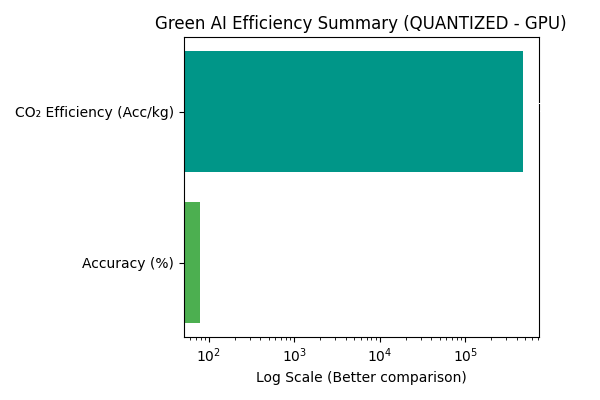 Green AI Efficiency Summary (QUANTIZED - GPU)
CO₂ Efficiency (Acc/kg)
Accuracy (%)
10² 10³ 10⁴ 10⁵
Log Scale (Better comparison)